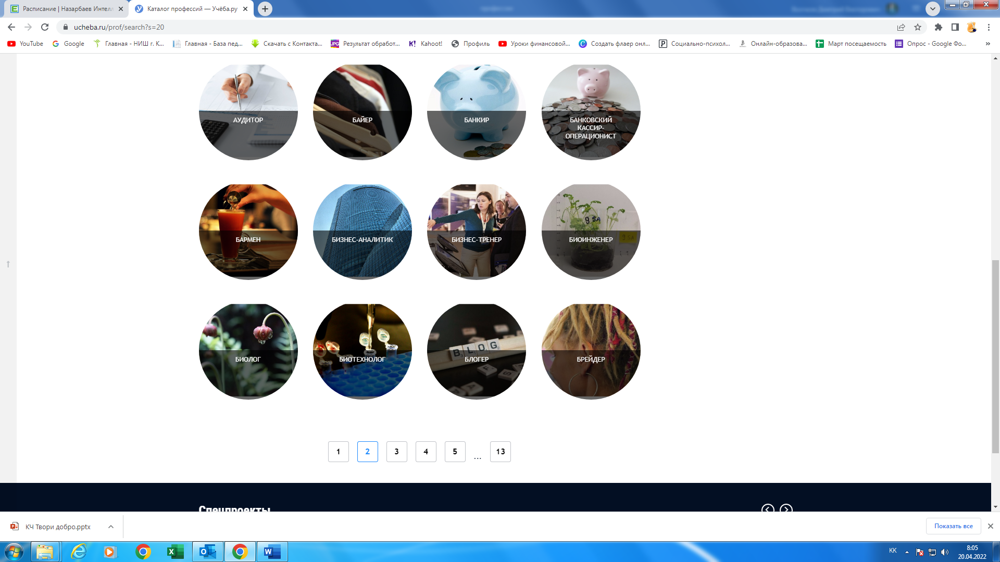 Расписание | Назарбаев Интелл
Каталог профессий — Учёба.ру
ucheba.ru/prof/search?s=20
YouTube
Google
Главная - НИШ г. К...
Главная - База пед...
Скачать с Контакта...
JPG
Результат обработ...
K!
Kahoot!
Профиль
Уроки финансовой...
Создать флаер онл...
Социально-психол...
Онлайн-образова...
Март посещаемость
Опрос - Google Фо...
»
АУДИТОР
БАЙЕР
БАНКИР
БАНКОВСКИЙ
КАССИР-
ОПЕРАЦИОНИСТ
БАРМЕН
БИЗНЕС-АНАЛИТИК
БИЗНЕС-ТРЕНЕР
9 SA
БИОИНЖЕНЕР
БИОЛОГ
БИОТЕХНОЛОГ
BLOG
БЛОГЕР
БРЕЙДЕР
1 2 3 4 5 ... 13
Спецпроекты
КЧ Твори добро.pptx
Показать все
KK
8:05
20.04.2022